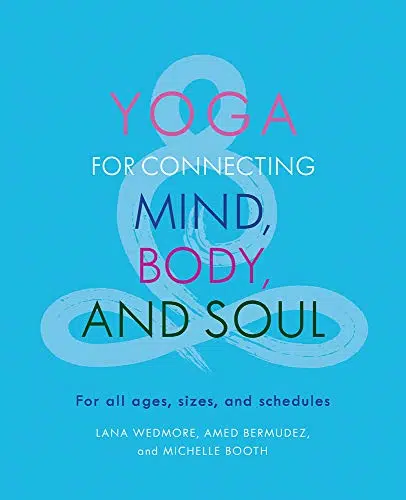 YOGA
FOR CONNECTING
MIND,
BODY,
AND SOUL
For all ages, sizes, and schedules
LANA WEDMORE, AMED BERMUDEZ,
and MICHELLE BOOTH